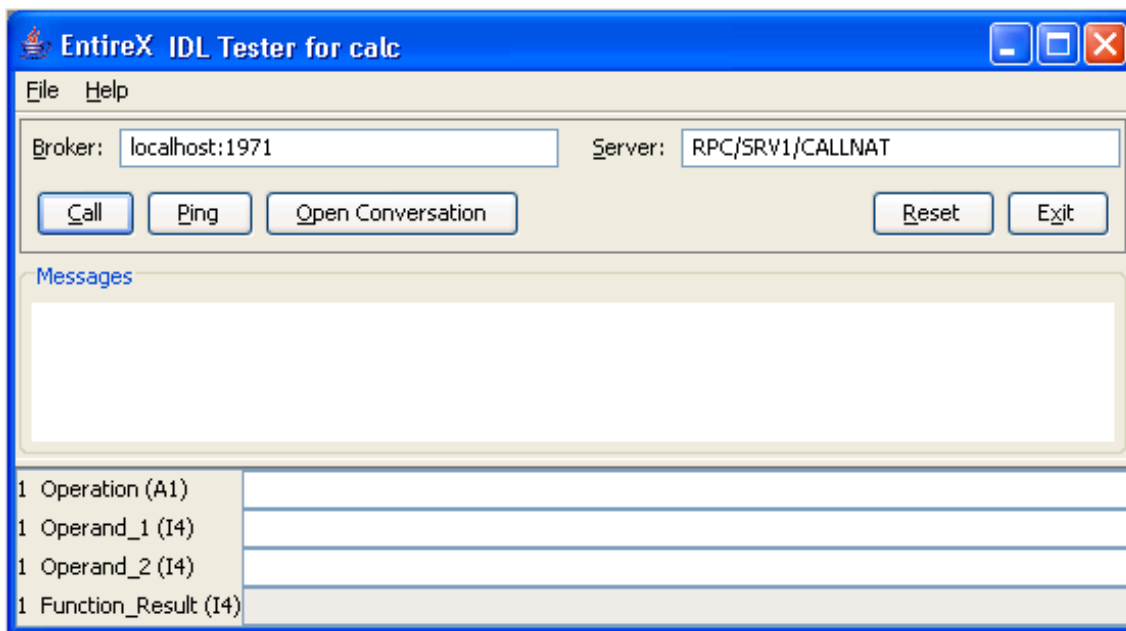 EntireX IDL Tester for calc
File Help
Broker: localhost:1971 Server: RPC/SRV1/CALLNAT
Call Ping Open Conversation Reset Exit
Messages
1 Operation (A1)
1 Operand_1 (I4)
1 Operand_2 (I4)
1 Function_Result (I4)